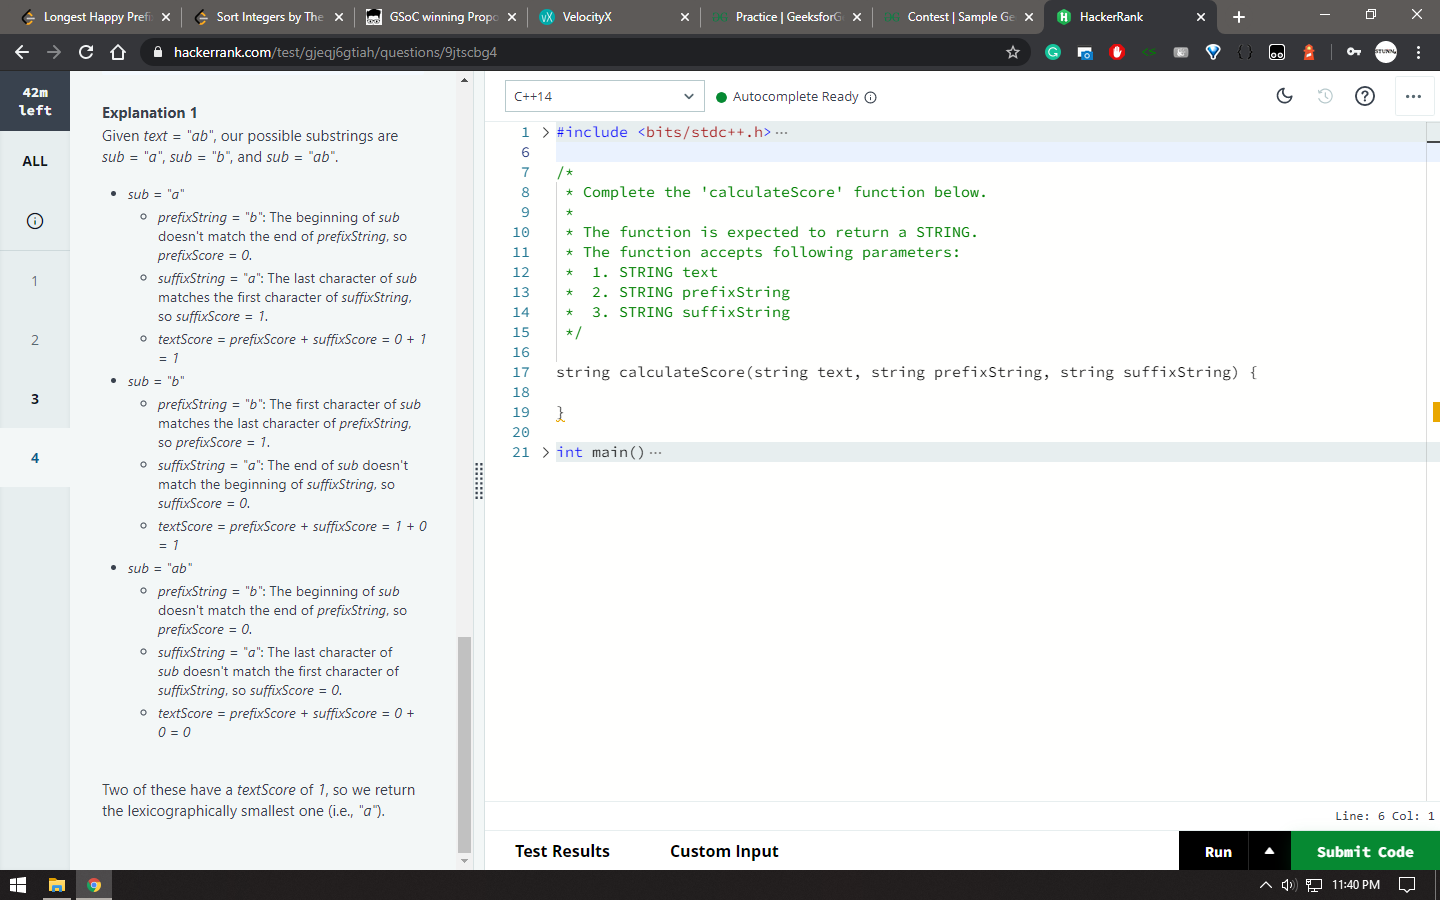 Longest Happy Prefi
Sort Integers by The
GSoC winning Propo
VelocityX
Practice | GeeksforG
Contest | Sample Ge
HackerRank
hackerrank.com/test/gjeqj6gtiah/questions/9jtscbg4
42m
left
ALL
1
2
3
4
Explanation 1
Given text = "ab", our possible substrings are
sub = "a", sub = "b", and sub = "ab".
• sub = "a"
prefixString = "b": The beginning of sub
doesn't match the end of prefixString, so
prefixScore = 0.
suffixString = "a": The last character of sub
matches the first character of suffixString,
so suffixScore = 1.
textScore = prefixScore + suffixScore = 0 + 1
= 1
• sub = "b"
prefixString = "b": The first character of sub
matches the last character of prefixString,
so prefixScore = 1.
suffixString = "a": The end of sub doesn't
match the beginning of suffixString, so
suffixScore = 0.
textScore = prefixScore + suffixScore = 1 + 0
= 1
• sub = "ab"
prefixString = "b": The beginning of sub
doesn't match the end of prefixString, so
prefixScore = 0.
suffixString = "a": The last character of
sub doesn't match the first character of
suffixString, so suffixScore = 0.
textScore = prefixScore + suffixScore = 0 +
0 = 0
Two of these have a textScore of 1, so we return
the lexicographically smallest one (i.e., "a").
C++14
Autocomplete Ready
1 #include <bits/stdc++.h>···
6
7 /*
8 * Complete the 'calculateScore' function below.
9 *
10 * The function is expected to return a STRING.
11 * The function accepts following parameters:
12 * 1. STRING text
13 * 2. STRING prefixString
14 * 3. STRING suffixString
15 */
16
17 string calculateScore(string text, string prefixString, string suffixString) {
18
19 }
20
21 int main()···
Line: 6 Col: 1
Test Results
Custom Input
Run
Submit Code
11:40 PM